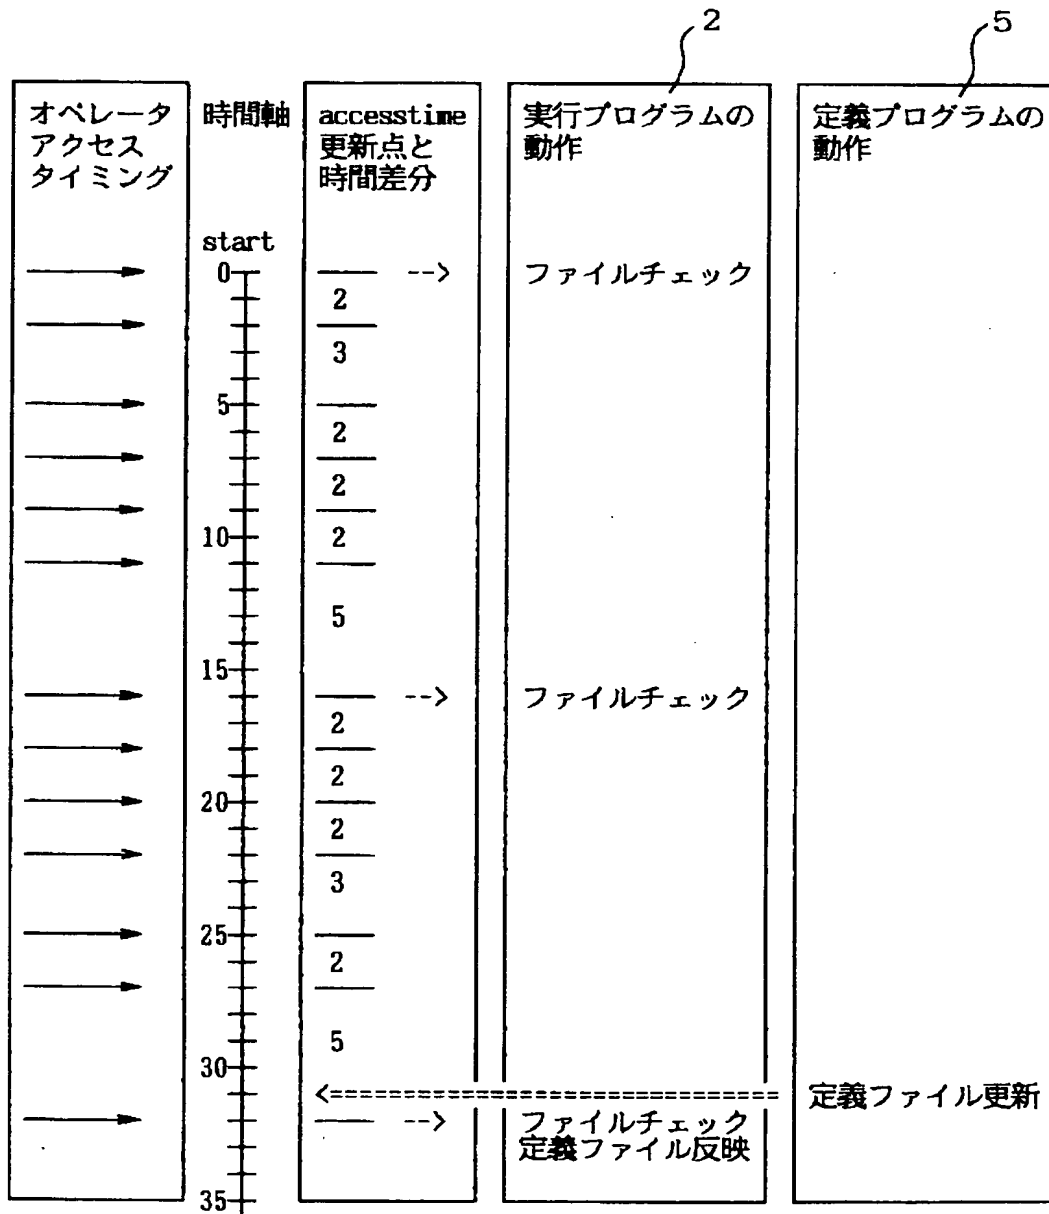 2
5
オペレータ
アクセス
タイミング
時間軸
accesstime
更新点と
時間差分
実行プログラムの
動作
定義プログラムの
動作
start
0
--> ファイルチェック
2
3
5
2
2
2
10
5
15
--> ファイルチェック
2
2
20
2
3
25
2
5
30
<========================== 定義ファイル更新
--> ファイルチェック
定義ファイル反映
35